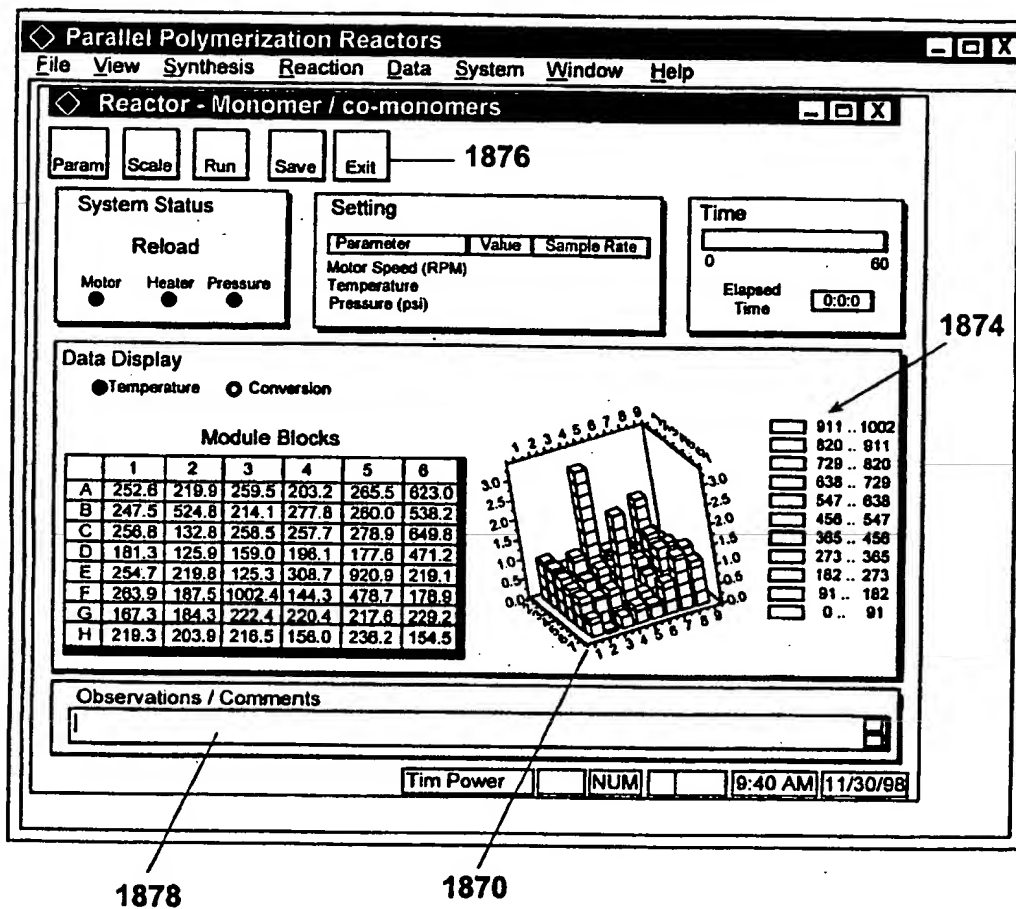 Parallel Polymerization Reactors
File View Synthesis Reaction Data System Window Help
Reactor - Monomer / co-monomers
Param Scale Run Save Exit
1876
System Status
Reload
Motor Heater Pressure
Setting
Parameter Value Sample Rate
Motor Speed (RPM)
Temperature
Pressure (psi)
Time
0 60
Elapsed
Time
0:0:0
1874
Data Display
Temperature Conversion
Module Blocks
1 2 3 4 5 6
A 252.6 219.9 259.5 203.2 265.5 623.0
B 247.5 524.8 214.1 277.8 260.0 538.2
C 256.8 132.8 258.5 257.7 278.9 649.8
D 181.3 125.9 159.0 196.1 177.6 471.2
E 254.7 219.8 125.3 308.7 920.9 219.1
F 263.9 187.5 1002.4 144.3 478.7 178.9
G 167.3 184.3 222.4 220.4 217.6 229.2
H 219.3 203.9 216.5 156.0 236.2 154.5
1 2 3 4 5 6 7 8 9
3.0
2.5
2.0
1.5
1.0
0.5
0.0
3.0
2.5
2.0
1.5
1.0
0.5
0.0
1 2 3 4 5 6 7 8 9
911 .. 1002
820 .. 911
729 .. 820
638 .. 729
547 .. 638
456 .. 547
365 .. 456
273 .. 365
182 .. 273
91 .. 182
0 .. 91
Observations / Comments
Tim Power NUM 9:40 AM 11/30/98
1878
1870